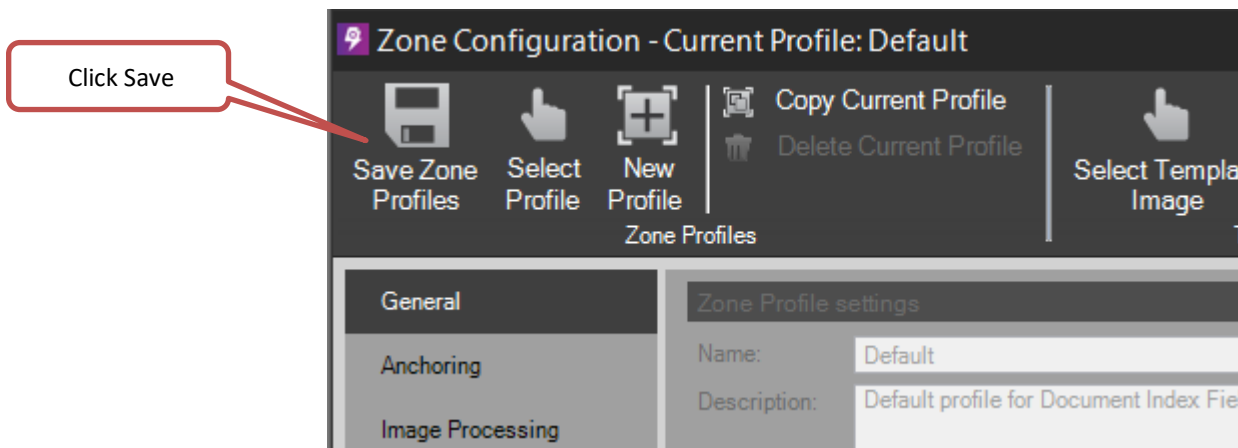 Zone Configuration - Current Profile: Default
Click Save
Save Zone
Profiles
Select
Profile
New
Profile
Copy Current Profile
Delete Current Profile
Zone Profiles
Select
Image
General
Anchoring
Image Processing
Zone Profile settings
Name:
Default
Description:
Default profile for Document Index